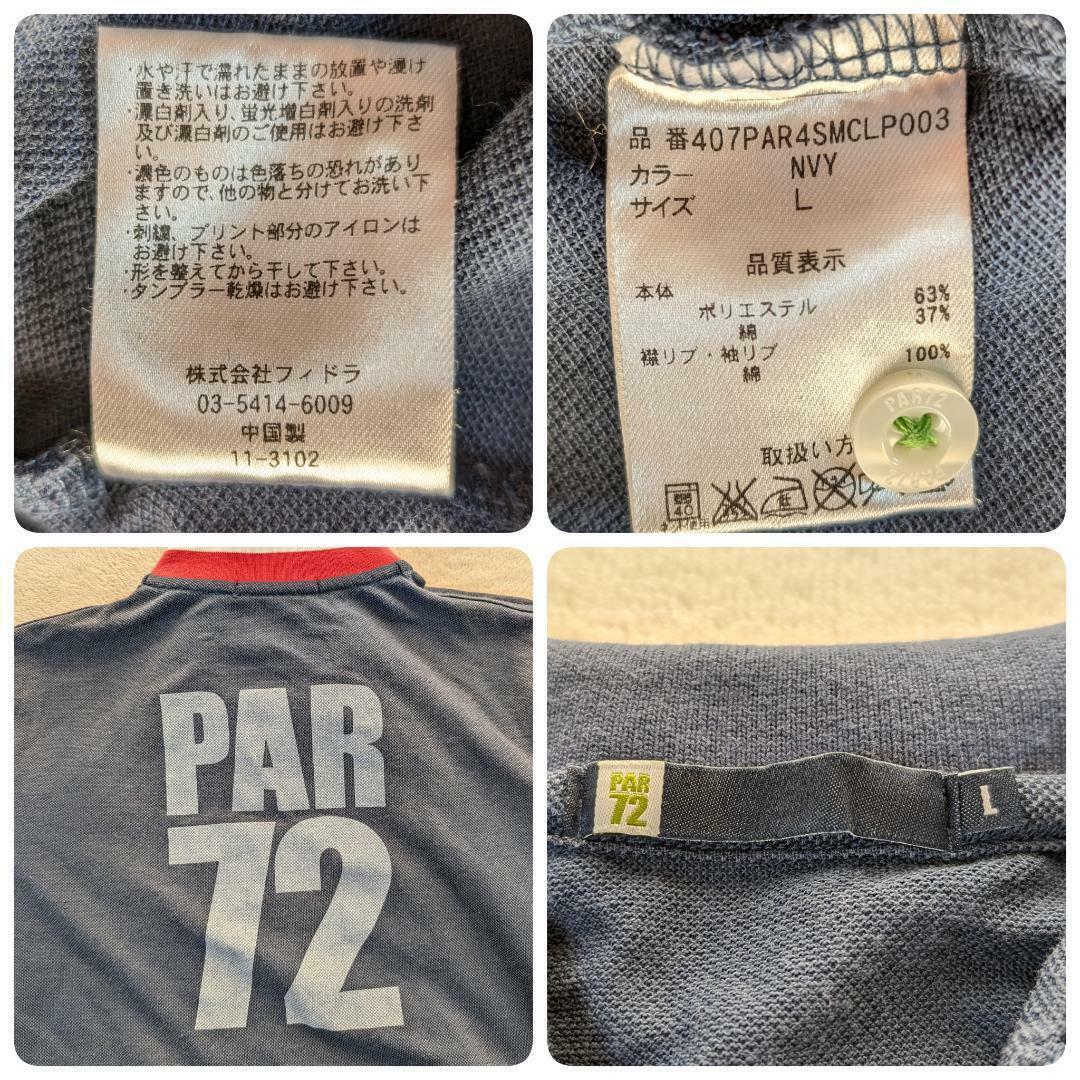 ・水や汗で濡れたままの放置や浸け
置き洗いはお避け下さい。
・漂白剤入り、蛍光増白剤入りの洗剤
及び漂白剤のご使用はお避け下さ
い。
・濃色のものは色落ちの恐れがあり
ますので、他の物と分けてお洗い下
さい。
・刺繍、プリント部分のアイロンは
お避け下さい。
・形を整えてから干して下さい。
・タンブラー乾燥はお避け下さい。
株式会社フィドラ
03-5414-6009
中国製
11-3102
品 番407PAR4SMCLP003
カラー NVY
サイズ L
品質表示
本体
ポリエステル 63%
綿 37%
襟リブ・袖リブ
綿 100%
取扱い方
40
PAR72
PAR
72
PAR
72
L